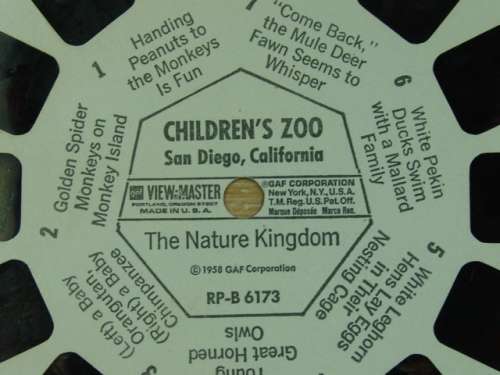 CHILDREN'S ZOO
San Diego, California
VIEW-MASTER
PORTLAND, OREGON 97207
MADE IN U.S.A.
®GAF CORPORATION
New York, N.Y., U.S.A.
T.M. Reg. U.S. Pat. Off.
Marque Déposée Marca Reg.
The Nature Kingdom
©1958 GAF Corporation
RP-B 6173
1
Handing
Peanuts to
the Monkeys
Is Fun
2
Golden Spider
Monkeys on
Monkey Island
3
(Left) a Baby
Orangutan,
(Right) a Baby
Chimpanzee
Young
Great Horned
Owls
5
White Leghorn
Hens Lay Eggs
in Their
Nesting Cage
6
White Pekin
Ducks Swim
with a Mallard
Family
7
"Come Back,"
the Mule Deer
Fawn Seems to
Whisper